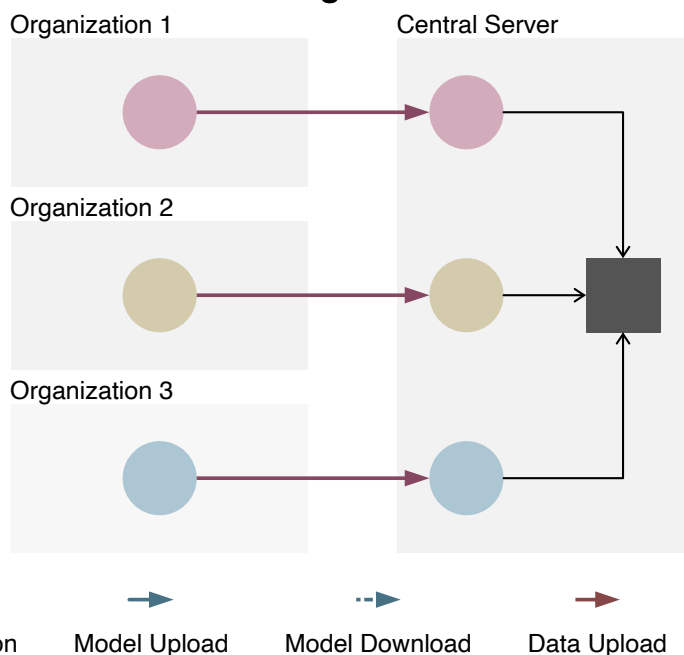 Organization 1
Central Server
Organization 2
Organization 3
Model Upload
Model Download
Data Upload